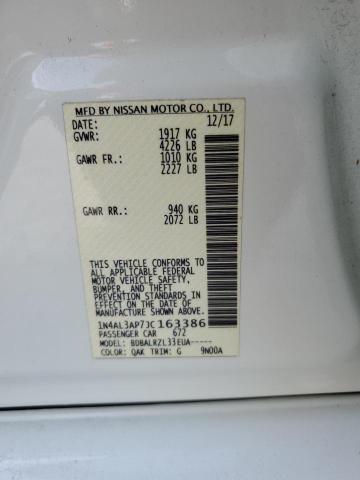 MFD BY NISSAN MOTOR CO., LTD.
DATE: 12/17
GVWR: 1917 KG
4226 LB
GAWR FR.: 1010 KG
2227 LB
GAWR RR.: 940 KG
2072 LB
THIS VEHICLE CONFORMS TO
ALL APPLICABLE FEDERAL
MOTOR VEHICLE SAFETY,
BUMPER, AND THEFT
PREVENTION STANDARDS
IN EFFECT ON THE DATE OF
MANUFACTURE SHOWN ABOVE.
1N4AL3AP7JC163386
PASSENGER CAR 672
MODEL: BDBALRZL33EUA-----
COLOR: QAK TRIM: G 9N00A